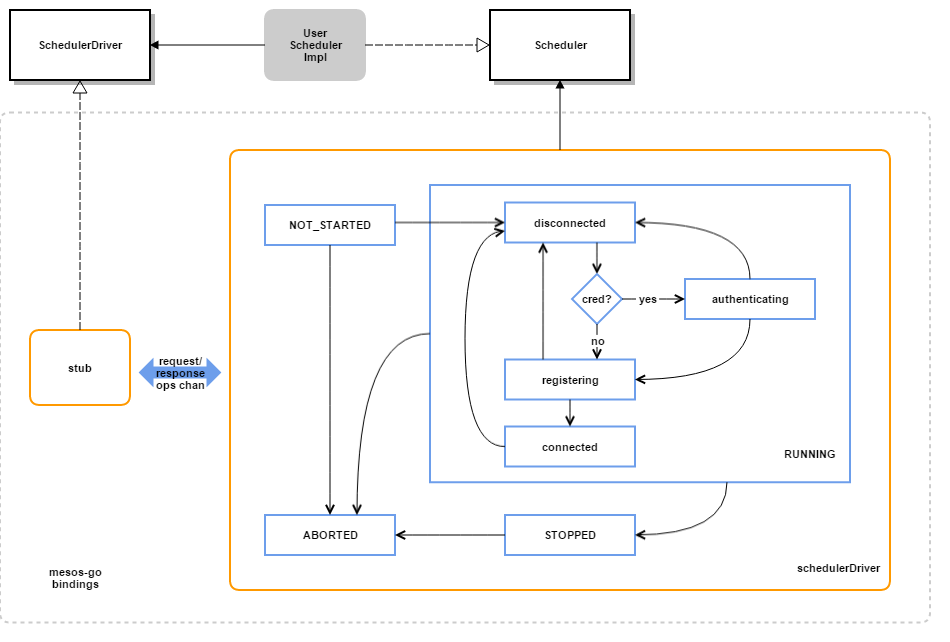 SchedulerDriver
User
Scheduler
Impl
Scheduler
NOT_STARTED
disconnected
cred?
yes
authenticating
no
stub
request/
response
ops chan
registering
connected
RUNNING
ABORTED
STOPPED
schedulerDriver
mesos-go
bindings